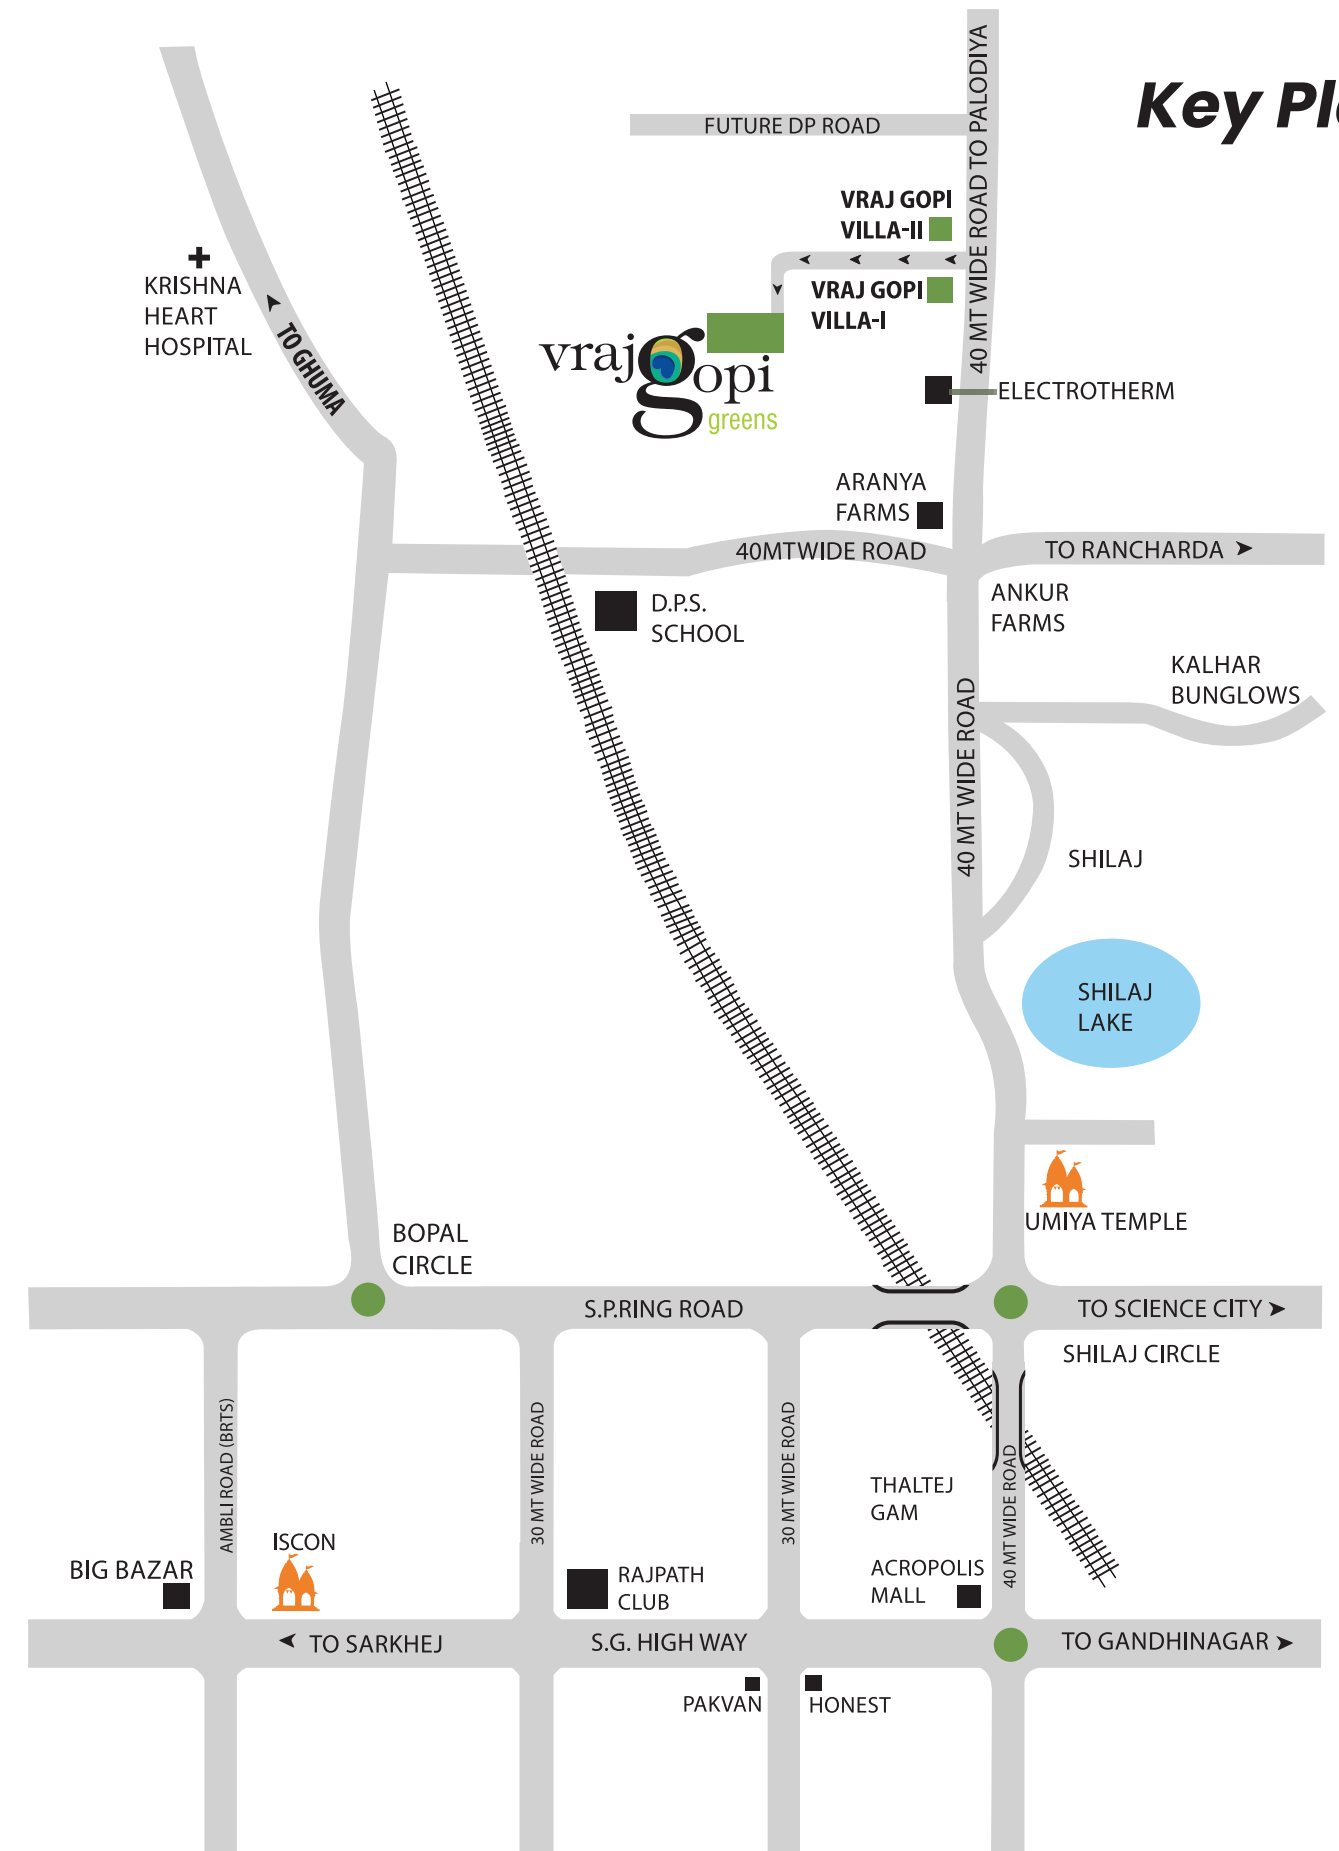 Key Pla
40 MT WIDE ROAD TO PALODIYA
FUTURE DP ROAD
VRAJ GOPI
VILLA-II
VRAJ GOPI
VILLA-I
KRISHNA
HEART
HOSPITAL
TO GHUMA
vrajgopi
greens
ELECTROTHERM
ARANYA
FARMS
40MTWIDE ROAD
TO RANCHARDA
ANKUR
FARMS
D.P.S.
SCHOOL
KALHAR
BUNGLOWS
40 MT WIDE ROAD
SHILAJ
SHILAJ
LAKE
UMIYA TEMPLE
BOPAL
CIRCLE
S.P.RING ROAD
TO SCIENCE CITY
SHILAJ CIRCLE
AMBLI ROAD (BRTS)
30 MT WIDE ROAD
30 MT WIDE ROAD
40 MT WIDE ROAD
THALTEJ
GAM
ISCON
BIG BAZAR
RAJPATH
CLUB
ACROPOLIS
MALL
TO SARKHEJ
S.G. HIGH WAY
TO GANDHINAGAR
PAKVAN
HONEST